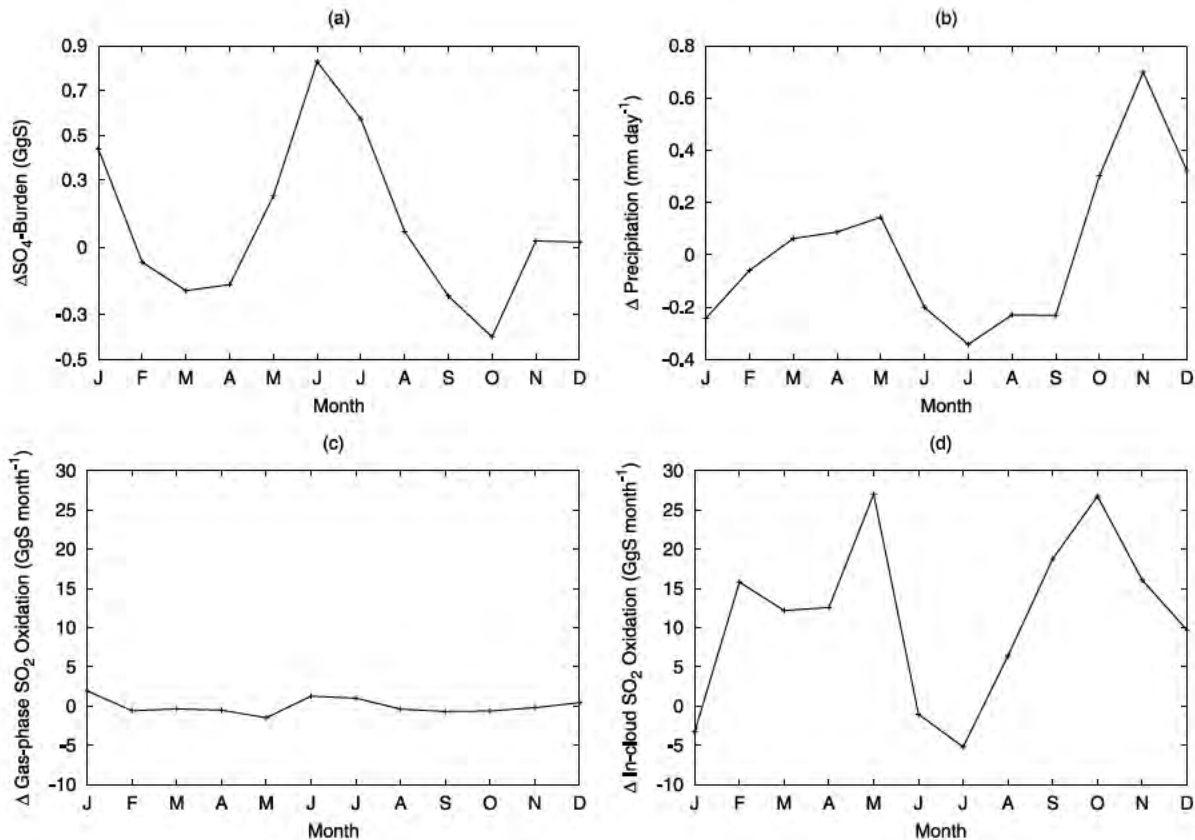 (a)
ΔSO₄-Burden (GgS)
0.9
0.7
0.5
0.3
0
-0.3
-0.5
J F M A M J J A S O N D
Month
(b)
Δ Precipitation (mm day⁻¹)
0.8
0.6
0.4
0.2
0
-0.2
-0.4
J F M A M J J A S O N D
Month
(c)
Δ Gas-phase SO₂ Oxidation (GgS month⁻¹)
30
25
20
15
10
5
0
-5
-10
J F M A M J J A S O N D
Month
(d)
Δ In-cloud SO₂ Oxidation (GgS month⁻¹)
30
25
20
15
10
5
0
-5
-10
J F M A M J J A S O N D
Month